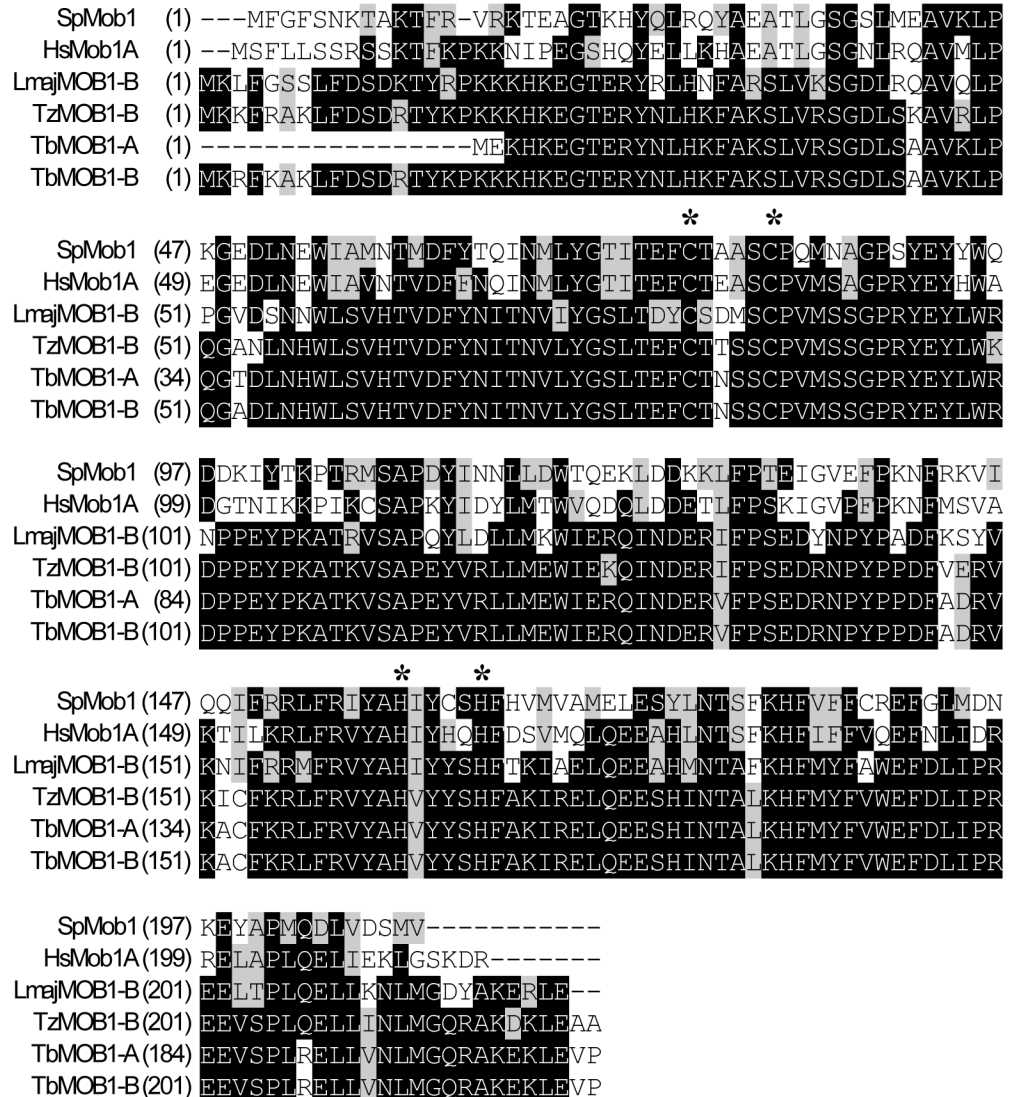 SpMob1 (1) ---MFGFSNKTAKTFR-VRKTEAGTKHYQLRQYAEATLGSGSLMEAVKLP
HsMob1A (1) --MSFLLSSRSSKTFKPKKNIPEGSHQYELLKHAEATLGSGNLRQAVMLP
LmajMOB1-B (1) MKLFGSSLFDSDKTYRPKKKHKEGTERYRLHNFARSLVKSGDLRQAVQLP
TzMOB1-B (1) MKKFRAKLFDSDRTYKPKKKHKEGTERYNLHKFAKSLVRSGDLSKAVRLP
TbMOB1-A (1) -----------------MEKHKEGTERYNLHKFAKSLVRSGDLSAAVKLP
TbMOB1-B (1) MKRFKAKLFDSDRTYKPKKKHKEGTERYNLHKFAKSLVRSGDLSAAVKLP
* *
SpMob1 (47) KGEDLNEWIAMNTMDFYTQINMLYGTITEFCTAASCPQMNAGPSYEYYWQ
HsMob1A (49) EGEDLNEWIAVNTVDFFNQINMLYGTITEFCTEASCPVMSAGPRYEYHWA
LmajMOB1-B (51) PGVDSNNWLSVHTVDFYNITNVIYGSLTDYCSDMSCPVMSSGPRYEYLWR
TzMOB1-B (51) QGANLNHWLSVHTVDFYNITNVLYGSLTEFCTTSSCPVMSSGPRYEYLWK
TbMOB1-A (34) QGTDLNHWLSVHTVDFYNITNVLYGSLTEFCTNSSCPVMSSGPRYEYLWR
TbMOB1-B (51) QGADLNHWLSVHTVDFYNITNVLYGSLTEFCTNSSCPVMSSGPRYEYLWR
SpMob1 (97) DDKIYTKPTRMSAPDYINNLLDWTQEKLDDKKLFPTEIGVEFPKNFRKVI
HsMob1A (99) DGTNIKKPIKCSAPKYIDYLMTWVQDQLDDETLFPSKIGVPFPKNFMSVA
LmajMOB1-B (101) NPPEYPKATRVSAPQYLDLLMKWIERQINDERIFPSEDYNPYPADFKSYV
TzMOB1-B (101) DPPEYPKATKVSAPEYVRLLMEWIEKQINDERIFPSEDRNPYPPDFVERV
TbMOB1-A (84) DPPEYPKATKVSAPEYVRLLMEWIERQINDERVFPSEDRNPYPPDFADRV
TbMOB1-B (101) DPPEYPKATKVSAPEYVRLLMEWIERQINDERVFPSEDRNPYPPDFADRV
* *
SpMob1 (147) QQIFRRLFRIYAHIYCSHFHVMVAMELESYLNTSFKHFVFFCREFGLMDN
HsMob1A (149) KTILKRLFRVYAHIYHQHFDSVMQLQEEAHLNTSFKHFIFFVQEFNLIDR
LmajMOB1-B (151) KNIFRRMFRVYAHIYYSHFTKIAELQEEAHMNTAFKHFMYFAWEFDLIPR
TzMOB1-B (151) KICFKRLFRVYAHVYYSHFAKIRELQEESHINTALKHFMYFVWEFDLIPR
TbMOB1-A (134) KACFKRLFRVYAHVYYSHFAKIRELQEESHINTALKHFMYFVWEFDLIPR
TbMOB1-B (151) KACFKRLFRVYAHVYYSHFAKIRELQEESHINTALKHFMYFVWEFDLIPR
SpMob1 (197) KEYAPMQDLVDSMV-----------
HsMob1A (199) RELAPLQELIEKLGSKDR-------
LmajMOB1-B (201) EELTPLQELLKNLMGDYAKERLE--
TzMOB1-B (201) EEVSPLQELLINLMGQRAKDKLEAA
TbMOB1-A (184) EEVSPLRELLVNLMGQRAKEKLEVP
TbMOB1-B (201) EEVSPLRELLVNLMGQRAKEKLEVP